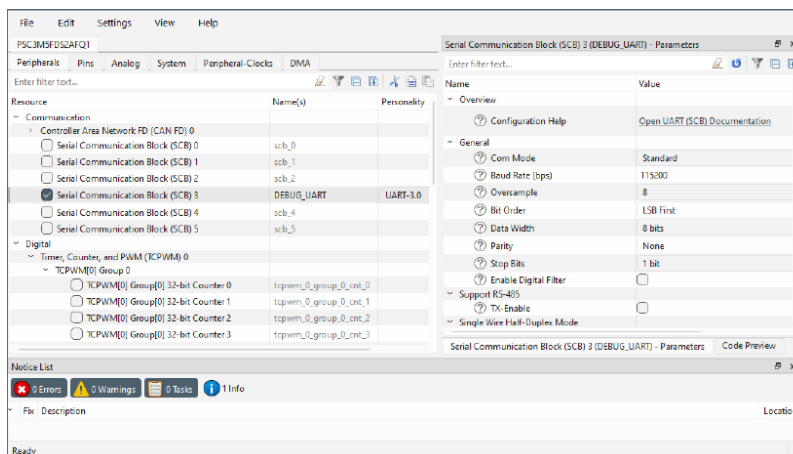 File Edit Settings View Help
PSC3M5FDS2AFQ1
Peripherals Pins Analog System Peripheral-Clocks DMA
Enter filter text...
Resource Name(s) Personality
Communication
Controller Area Network FD (CAN FD) 0
Serial Communication Block (SCB) 0 scb_0
Serial Communication Block (SCB) 1 scb_1
Serial Communication Block (SCB) 2 scb_2
Serial Communication Block (SCB) 3 DEBUG_UART UART-3.0
Serial Communication Block (SCB) 4 scb_4
Serial Communication Block (SCB) 5 scb_5
Digital
Timer, Counter, and PWM (TCPWM) 0
TCPWM[0] Group 0
TCPWM[0] Group[0] 32-bit Counter 0 tcpwm_0_group_0_cnt_0
TCPWM[0] Group[0] 32-bit Counter 1 tcpwm_0_group_0_cnt_1
TCPWM[0] Group[0] 32-bit Counter 2 tcpwm_0_group_0_cnt_2
TCPWM[0] Group[0] 32-bit Counter 3 tcpwm_0_group_0_cnt_3
Serial Communication Block (SCB) 3 (DEBUG_UART) - Parameters
Enter filter text...
Name Value
Overview
Configuration Help Open UART (SCB) Documentation
General
Com Mode Standard
Baud Rate (bps) 115200
Oversample 8
Bit Order LSB First
Data Width 8 bits
Parity None
Stop Bits 1 bit
Enable Digital Filter
Support RS-485
TX-Enable
Single Wire Half-Duplex Mode
Serial Communication Block (SCB) 3 (DEBUG_UART) - Parameters Code Preview
Notice List
0 Errors 0 Warnings 0 Tasks 1 Info
Fix Description Locatio
Ready